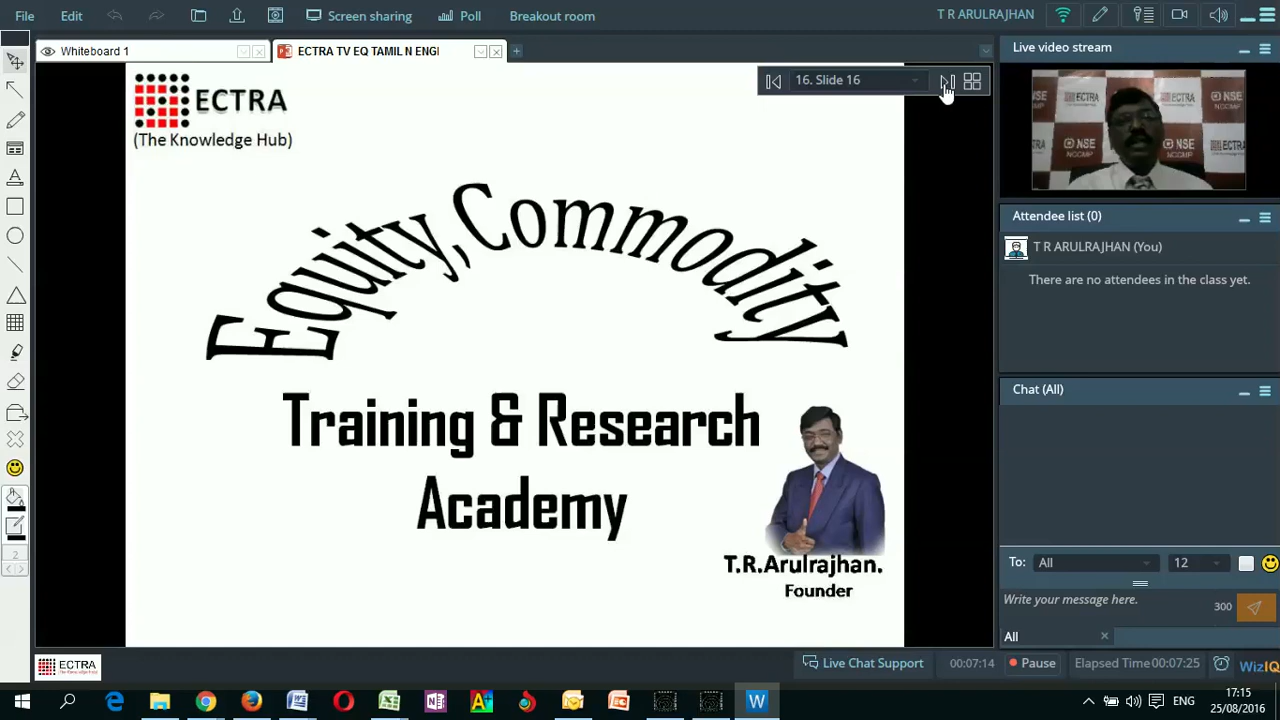 File Edit Screen sharing Poll Breakout room T R ARULRAJHAN
Whiteboard 1 ECTRA TV EQ TAMIL N ENGI
Live video stream
ECTRA
(The Knowledge Hub)
16. Slide 16
NSE
NCCMP
Equity,Commodity
Training & Research
Academy
T.R.Arulrajhan.
Founder
Attendee list (0)
T R ARULRAJHAN (You)
There are no attendees in the class yet.
Chat (All)
To: All 12
Write your message here. 300
All
2
ECTRA
Live Chat Support 00:07:14 Pause Elapsed Time 00:07:25 WizIQ
ENG 17:15
25/08/2016